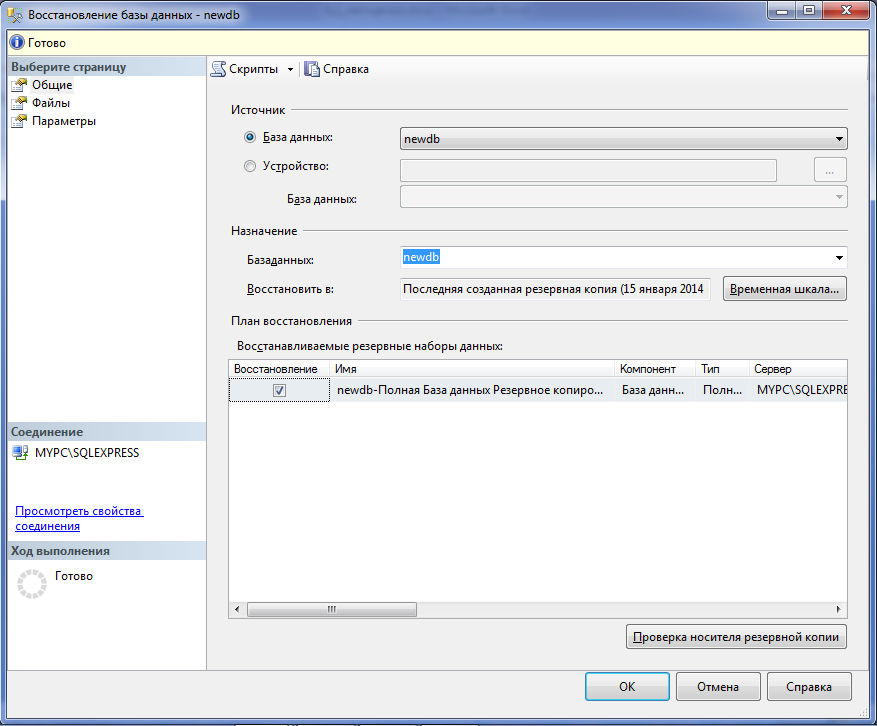 Восстановление базы данных - newdb
Готово
Выберите страницу
Общие
Файлы
Параметры
Соединение
MYPC\SQLEXPRESS
Просмотреть свойства
соединения
Ход выполнения
Готово
Скрипты
Справка
Источник
База данных:
newdb
Устройство:
...
База данных:
Назначение
Базаданных:
newdb
Восстановить в:
Последняя созданная резервная копия (15 января 2014
Временная шкала...
План восстановления
Восстанавливаемые резервные наборы данных:
Восстановление Имя Компонент Тип Сервер
newdb-Полная База данных Резервное копиро... База данн... Полн... MYPC\SQLEXPRE
Проверка носителя резервной копии
OK
Отмена
Справка